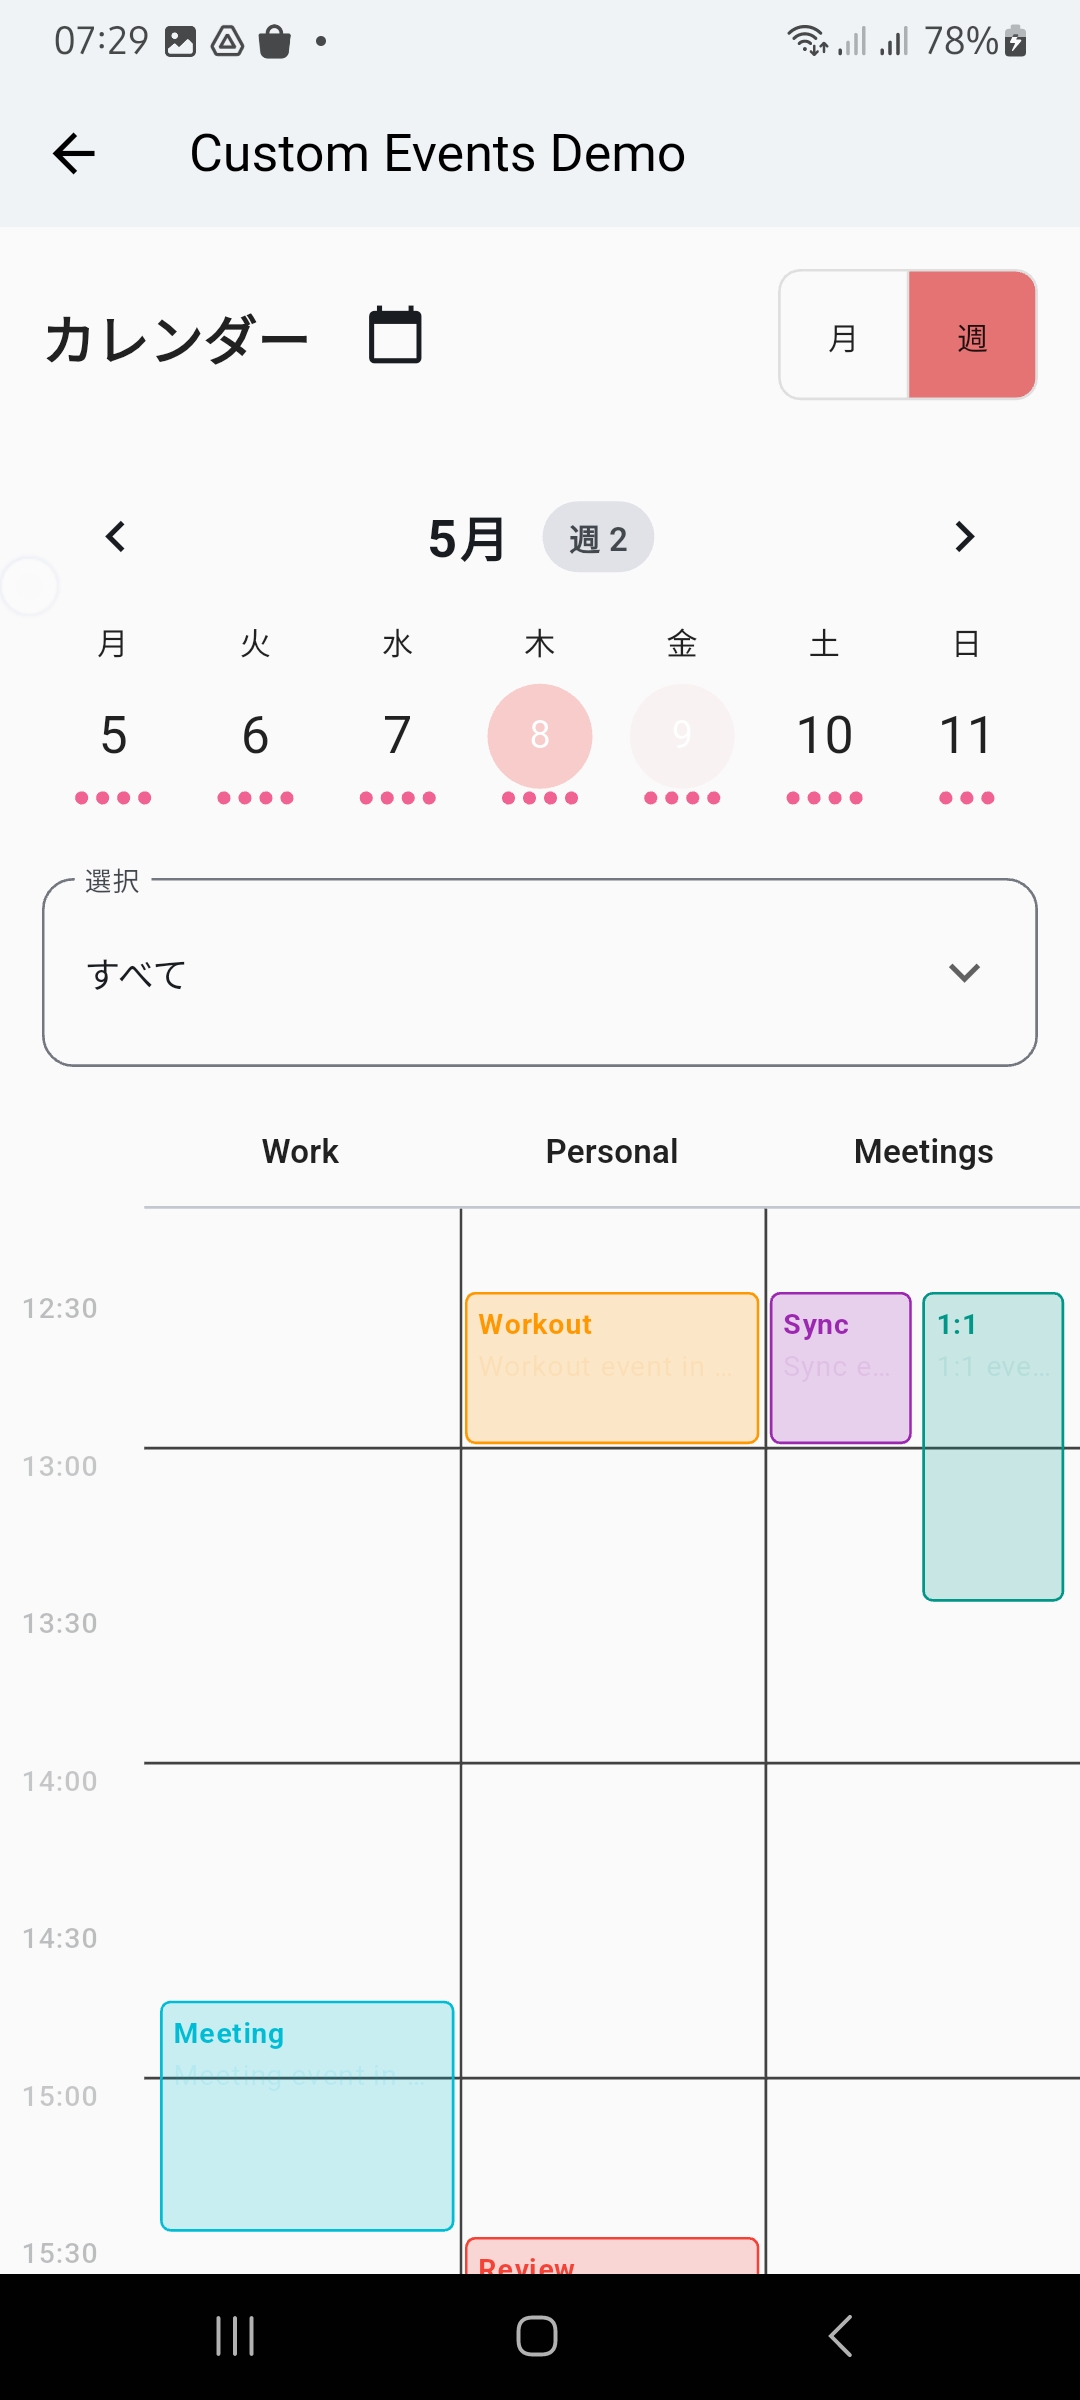 07:29 78%
Custom Events Demo
カレンダー 月 週
5月 週 2
月 火 水 木 金 土 日
5 6 7 8 9 10 11
選択
すべて
Work Personal Meetings
12:30
Workout Sync 1:1
Workout event in ... Sync e... 1:1 eve...
13:00
13:30
14:00
14:30
Meeting
Meeting event in ...
15:00
15:30
Review